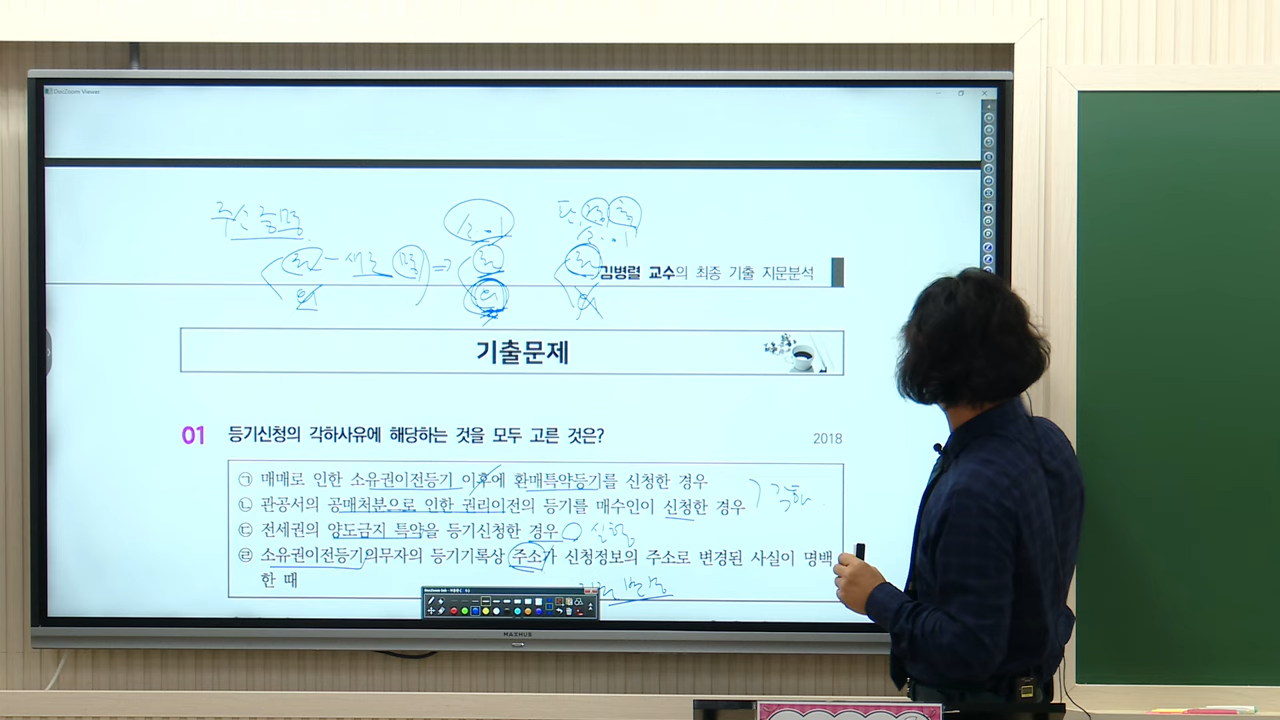 DocZoom Viewer
주소증명
새로
김병렬 교수의 최종 기출 지문분석
기출문제
01 등기신청의 각하사유에 해당하는 것을 모두 고른 것은? 2018
㉠ 매매로 인한 소유권이전등기 이후에 환매특약등기를 신청한 경우
㉡ 관공서의 공매처분으로 인한 권리이전의 등기를 매수인이 신청한 경우
각하
㉢ 전세권의 양도금지 특약을 등기신청한 경우
㉣ 소유권이전등기의무자의 등기기록상 주소가 신청정보의 주소로 변경된 사실이 명백
한 때
MAXHUB